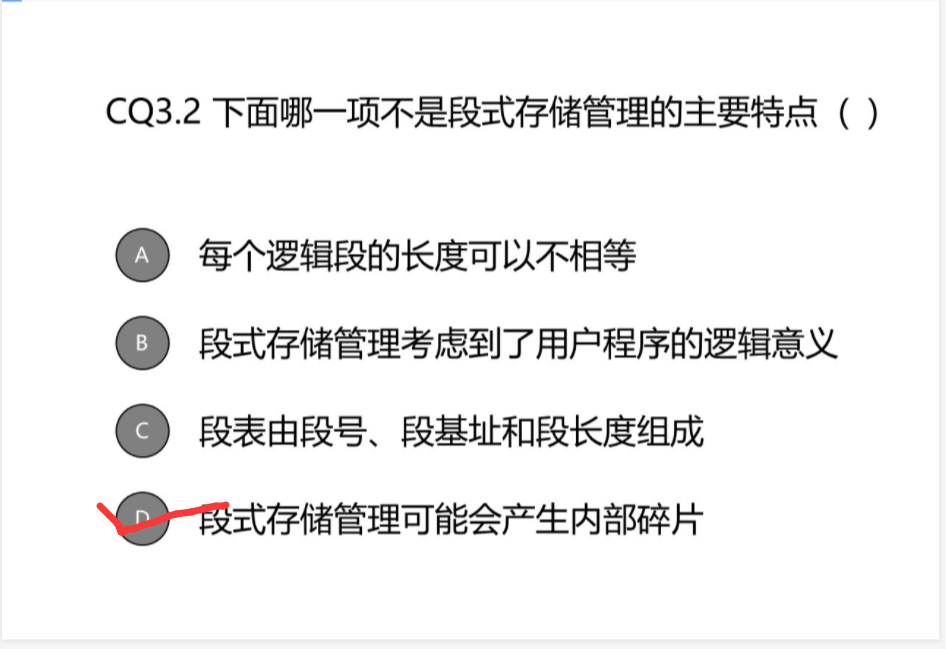 CQ3.2 下面哪一项不是段式存储管理的主要特点（ ）
A 每个逻辑段的长度可以不相等
B 段式存储管理考虑到了用户程序的逻辑意义
C 段表由段号、段基址和段长度组成
D 段式存储管理可能会产生内部碎片